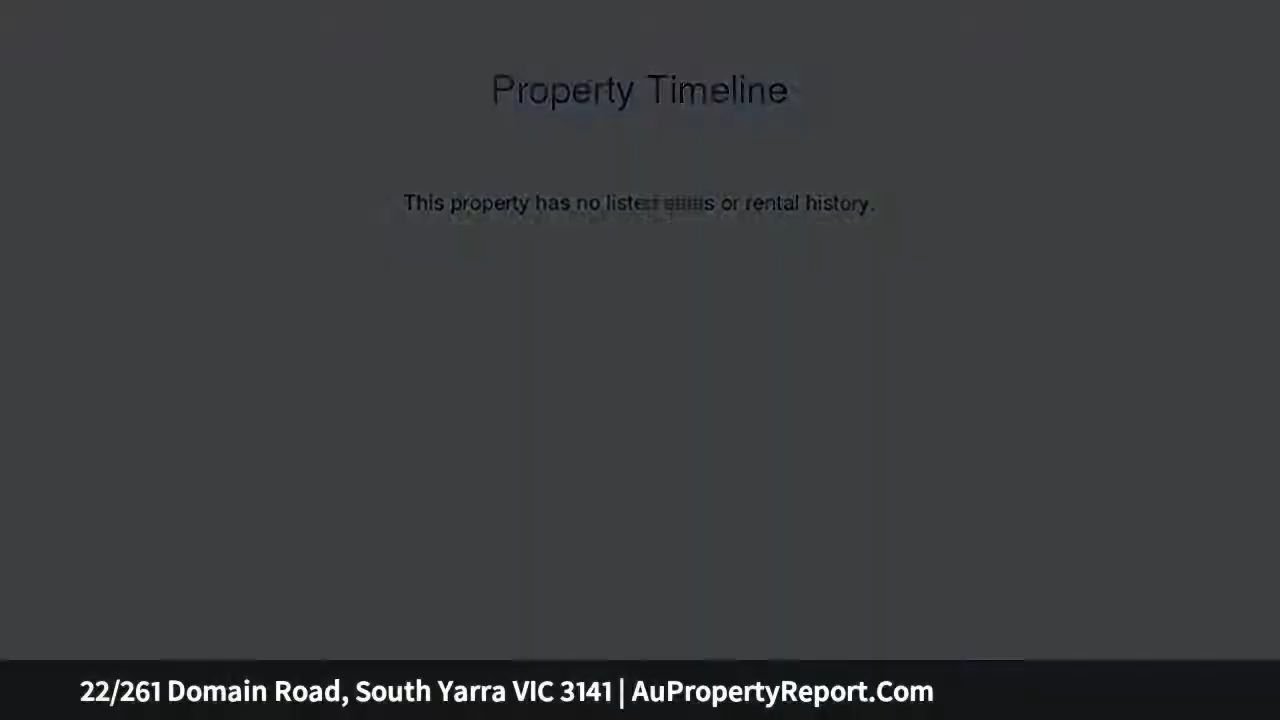 Property Timeline
This property has no listed or rental history.
22/261 Domain Road, South Yarra VIC 3141 | AuPropertyReport.Com